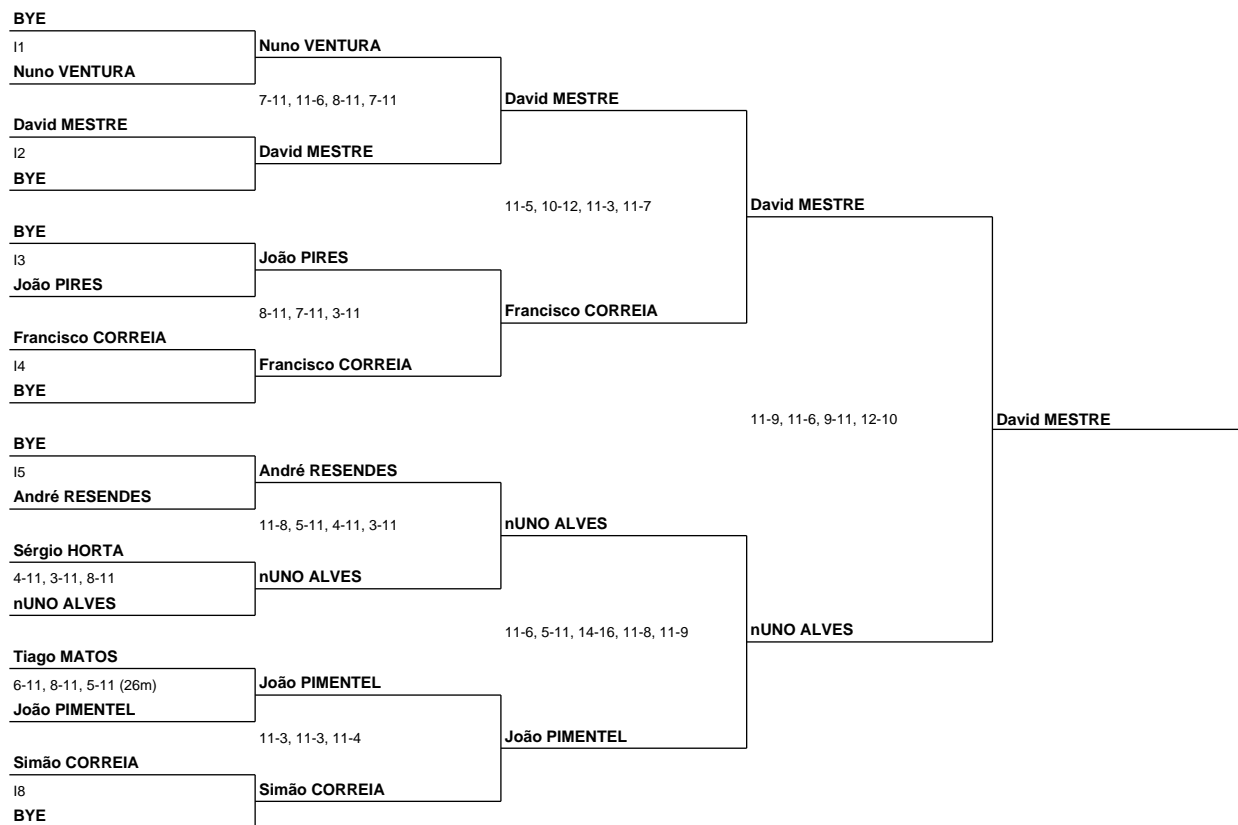 BYE
I1
Nuno VENTURA
Nuno VENTURA
7-11, 11-6, 8-11, 7-11
David MESTRE
David MESTRE
I2
David MESTRE
BYE
11-5, 10-12, 11-3, 11-7
David MESTRE
BYE
I3
João PIRES
João PIRES
8-11, 7-11, 3-11
Francisco CORREIA
Francisco CORREIA
I4
Francisco CORREIA
BYE
11-9, 11-6, 9-11, 12-10
David MESTRE
BYE
I5
André RESENDES
André RESENDES
11-8, 5-11, 4-11, 3-11
nUNO ALVES
Sérgio HORTA
4-11, 3-11, 8-11
nUNO ALVES
nUNO ALVES
11-6, 5-11, 14-16, 11-8, 11-9
nUNO ALVES
Tiago MATOS
6-11, 8-11, 5-11 (26m)
João PIMENTEL
João PIMENTEL
11-3, 11-3, 11-4
João PIMENTEL
Simão CORREIA
I8
Simão CORREIA
BYE